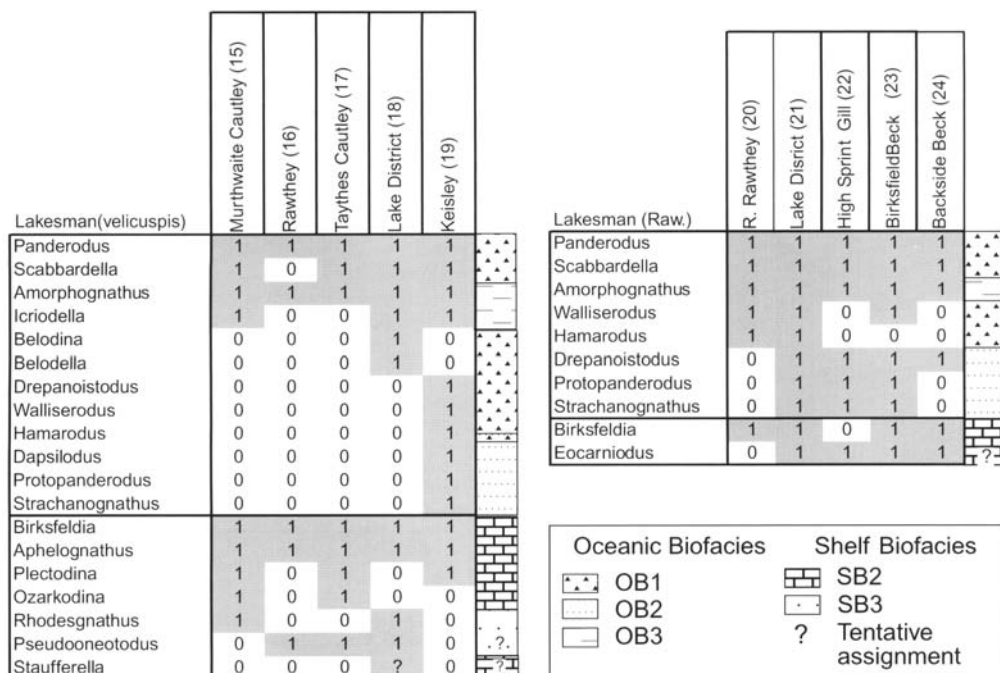 Murthwaite Cautley (15)
Rawthey (16)
Taythes Cautley (17)
Lake District (18)
Keisley (19)
Lakesman(velicuspis)
Panderodus 1 1 1 1 1
Scabbardella 1 0 1 1 1
Amorphognathus 1 1 1 1 1
Icriodella 1 0 0 1 1
Belodina 0 0 0 1 0
Belodella 0 0 0 1 0
Drepanoistodus 0 0 0 0 1
Walliserodus 0 0 0 0 1
Hamarodus 0 0 0 0 1
Dapsilodus 0 0 0 0 1
Protopanderodus 0 0 0 0 1
Strachanognathus 0 0 0 0 1
Birksfeldia 1 1 1 1 1
Aphelognathus 1 1 1 1 1
Plectodina 1 0 1 0 1
Ozarkodina 1 0 1 0 0
Rhodesgnathus 1 0 0 1 0
Pseudooneotodus 0 1 1 1 0 ?
Staufferella 0 0 0 ? 0 ?
R. Rawthey (20)
Lake Disrict (21)
High Sprint Gill (22)
BirksfieldBeck (23)
Backside Beck (24)
Lakesman (Raw.)
Panderodus 1 1 1 1 1
Scabbardella 1 1 1 1 1
Amorphognathus 1 1 1 1 1
Walliserodus 1 1 0 1 0
Hamarodus 1 1 0 0 0
Drepanoistodus 0 1 1 1 1
Protopanderodus 0 1 1 1 0
Strachanognathus 0 1 1 1 0
Birksfeldia 1 1 0 1 1
Eocarniodus 0 1 1 1 1 ?
Oceanic Biofacies
OB1
OB2
OB3
Shelf Biofacies
SB2
SB3
? Tentative
assignment